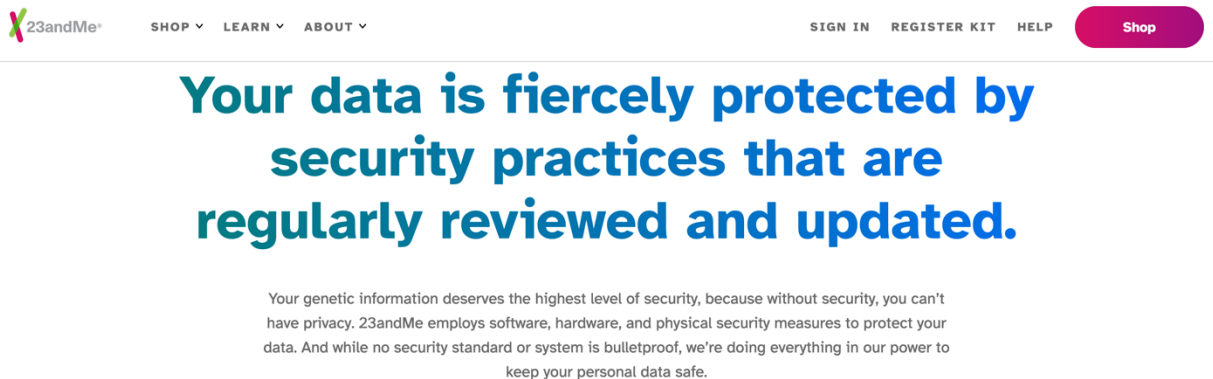 23andMe®
SHOP LEARN ABOUT
SIGN IN REGISTER KIT HELP Shop
Your data is fiercely protected by
security practices that are
regularly reviewed and updated.
Your genetic information deserves the highest level of security, because without security, you can't
have privacy. 23andMe employs software, hardware, and physical security measures to protect your
data. And while no security standard or system is bulletproof, we're doing everything in our power to
keep your personal data safe.